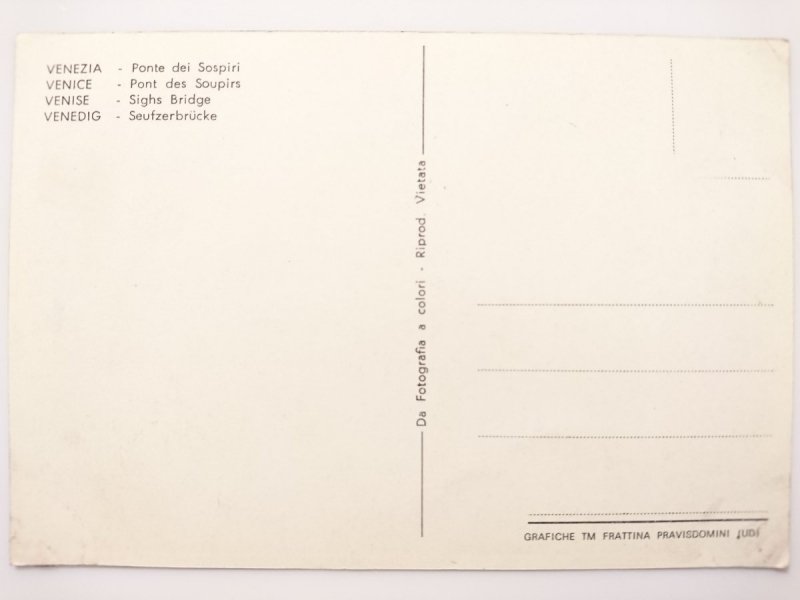 VENEZIA - Ponte dei Sospiri
VENICE - Pont des Soupirs
VENISE - Sighs Bridge
VENEDIG - Seufzerbrücke
Da Fotografia a colori - Riprod. Vietata
GRAFICHE TM FRATTINA PRAVISDOMINI (UD)